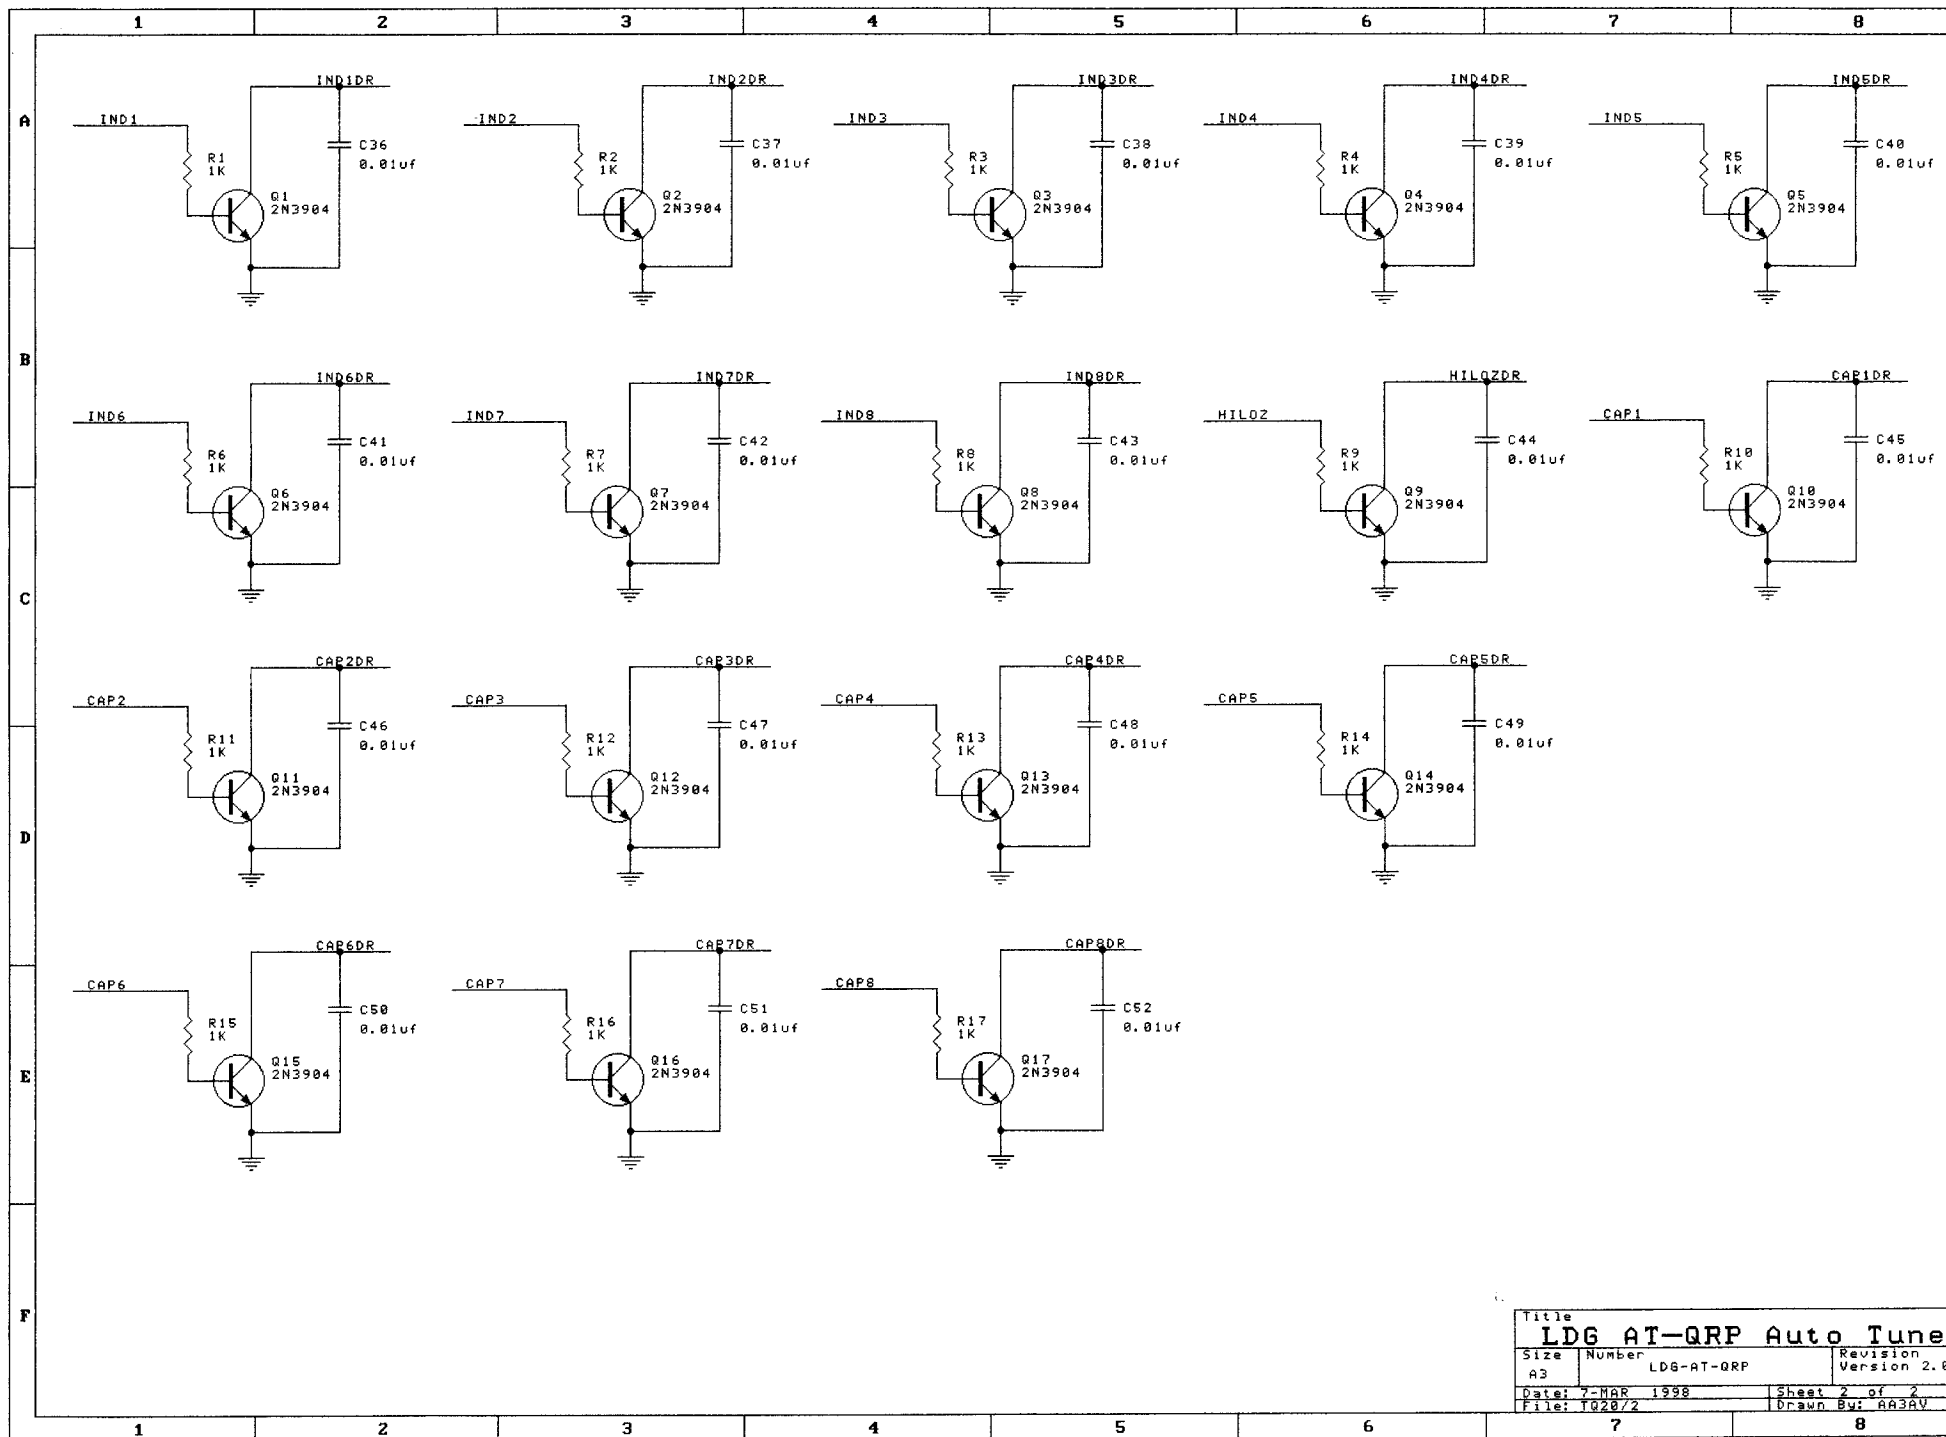 1 2 3 4 5 6 7 8
A
IND1DR IND2DR IND3DR IND4DR IND5DR
IND1 IND2 IND3 IND4 IND5
C36 C37 C38 C39 C40
0.01uf 0.01uf 0.01uf 0.01uf 0.01uf
R1 R2 R3 R4 R5
1K 1K 1K 1K 1K
Q1 Q2 Q3 Q4 Q5
2N3904 2N3904 2N3904 2N3904 2N3904
B
IND6DR IND7DR IND8DR HILOZDR CAP1DR
IND6 IND7 IND8 HILOZ CAP1
C41 C42 C43 C44 C45
0.01uf 0.01uf 0.01uf 0.01uf 0.01uf
R6 R7 R8 R9 R10
1K 1K 1K 1K 1K
Q6 Q7 Q8 Q9 Q10
2N3904 2N3904 2N3904 2N3904 2N3904
C
CAP2DR CAP3DR CAP4DR CAP5DR
CAP2 CAP3 CAP4 CAP5
C46 C47 C48 C49
0.01uf 0.01uf 0.01uf 0.01uf
R11 R12 R13 R14
1K 1K 1K 1K
Q11 Q12 Q13 Q14
2N3904 2N3904 2N3904 2N3904
D
CAP6DR CAP7DR CAP8DR
CAP6 CAP7 CAP8
C50 C51 C52
0.01uf 0.01uf 0.01uf
R15 R16 R17
1K 1K 1K
Q15 Q16 Q17
2N3904 2N3904 2N3904
E
F
Title
LDG AT-QRP Auto Tune
Size Number Revision
A3 LDG-AT-QRP Version 2.0
Date: 7-MAR 1998 Sheet 2 of 2
File: TQ20/2 Drawn By: AA3AV
1 2 3 4 5 6 7 8